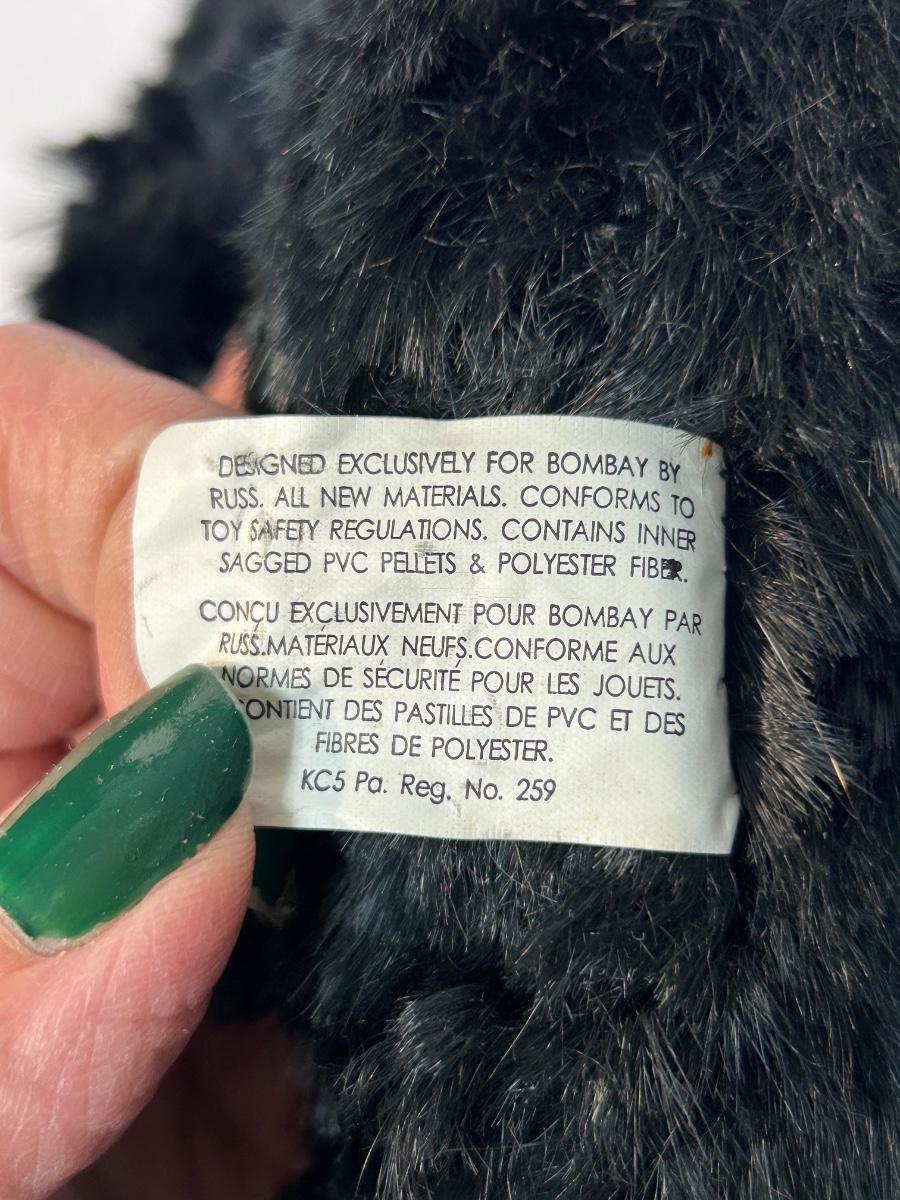 DESIGNED EXCLUSIVELY FOR BOMBAY BY
RUSS. ALL NEW MATERIALS. CONFORMS TO
TOY SAFETY REGULATIONS. CONTAINS INNER
SAGGED PVC PELLETS & POLYESTER FIBER.
CONÇU EXCLUSIVEMENT POUR BOMBAY PAR
RUSS.MATÉRIAUX NEUFS.CONFORME AUX
NORMES DE SÉCURITÉ POUR LES JOUETS.
CONTIENT DES PASTILLES DE PVC ET DES
FIBRES DE POLYESTER.
KC5 Pa. Reg. No. 259